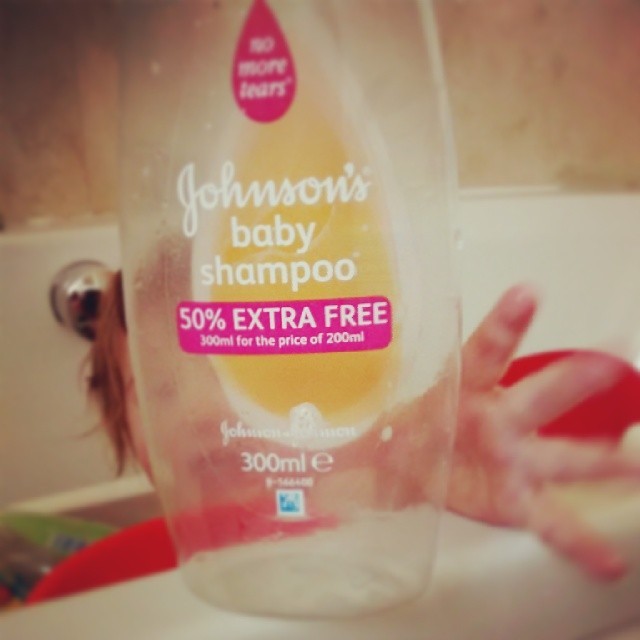 no
more
tears
Johnson's
baby
shampoo
50% EXTRA FREE
300ml for the price of 200ml
Johnson & Johnson
300ml e